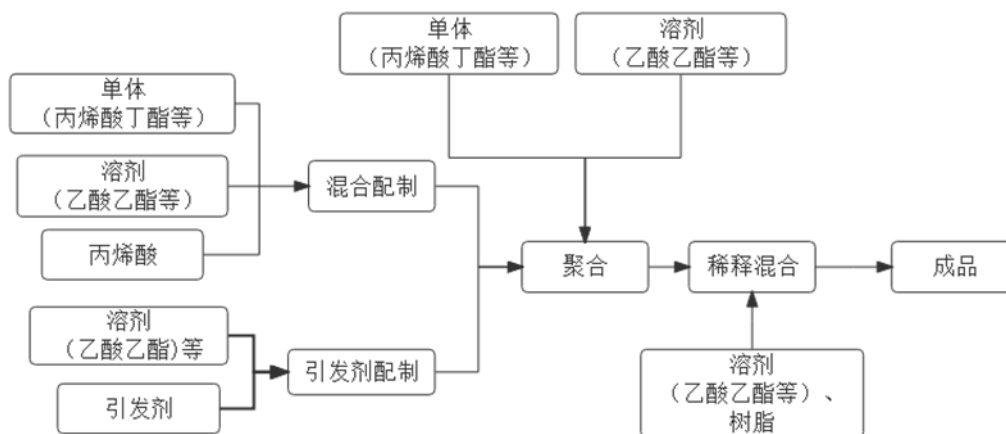 单体
（丙烯酸丁酯等）
溶剂
（乙酸乙酯等）
单体
（丙烯酸丁酯等）
溶剂
（乙酸乙酯等）
丙烯酸
混合配制
聚合
稀释混合
成品
溶剂
（乙酸乙酯)等
引发剂
引发剂配制
溶剂
（乙酸乙酯等）、
树脂